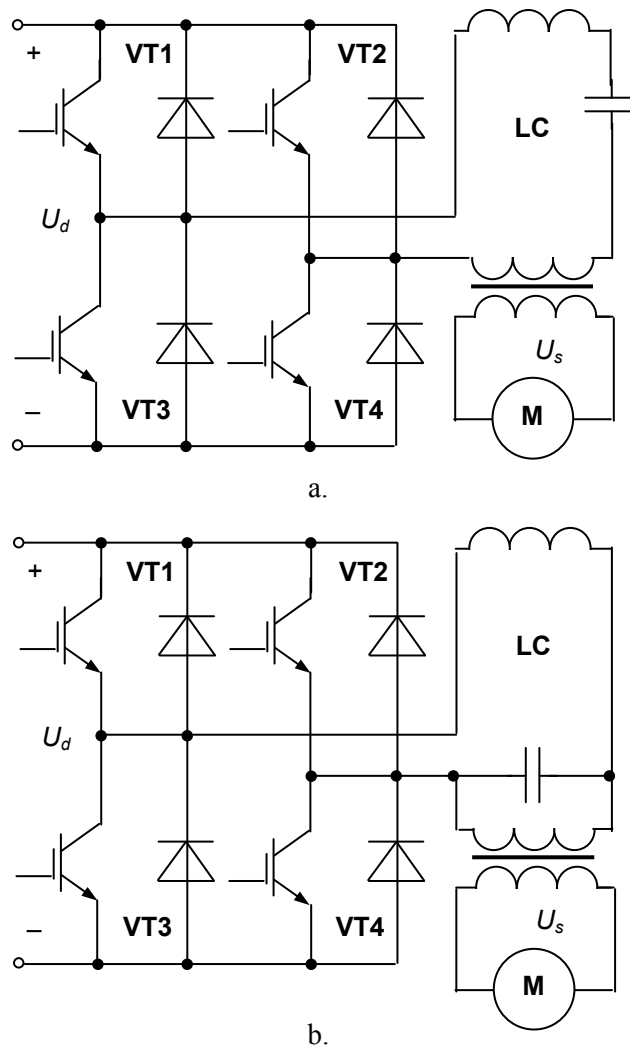 + VT1 VT2
LC
U_d
U_s
− VT3 VT4 M
a.
+ VT1 VT2
LC
U_d
− VT3 VT4 U_s
M
b.